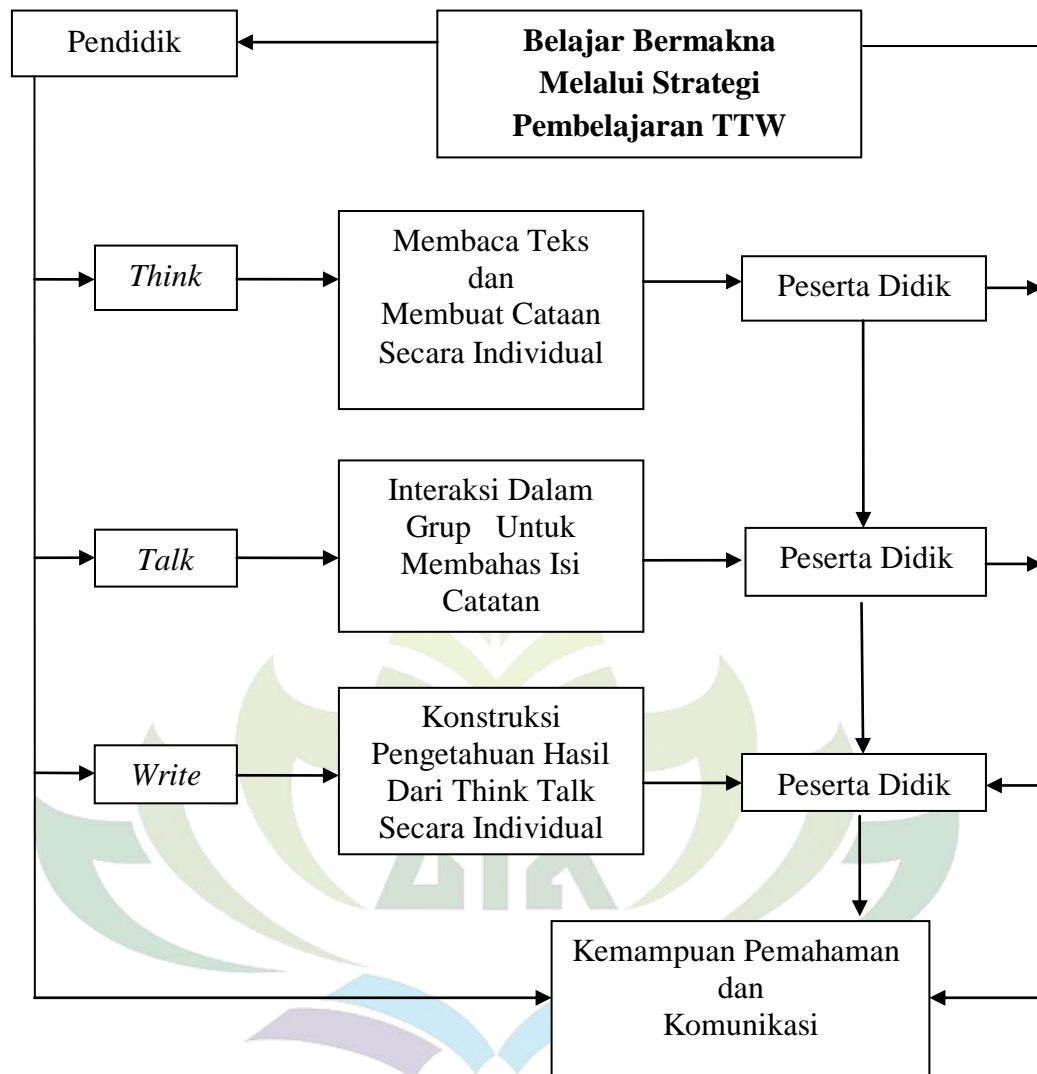 Pendidik
Belajar Bermakna
Melalui Strategi
Pembelajaran TTW
Think
Membaca Teks
dan
Membuat Cataan
Secara Individual
Peserta Didik
Talk
Interaksi Dalam
Grup Untuk
Membahas Isi
Catatan
Peserta Didik
Write
Konstruksi
Pengetahuan Hasil
Dari Think Talk
Secara Individual
Peserta Didik
Kemampuan Pemahaman
dan
Komunikasi